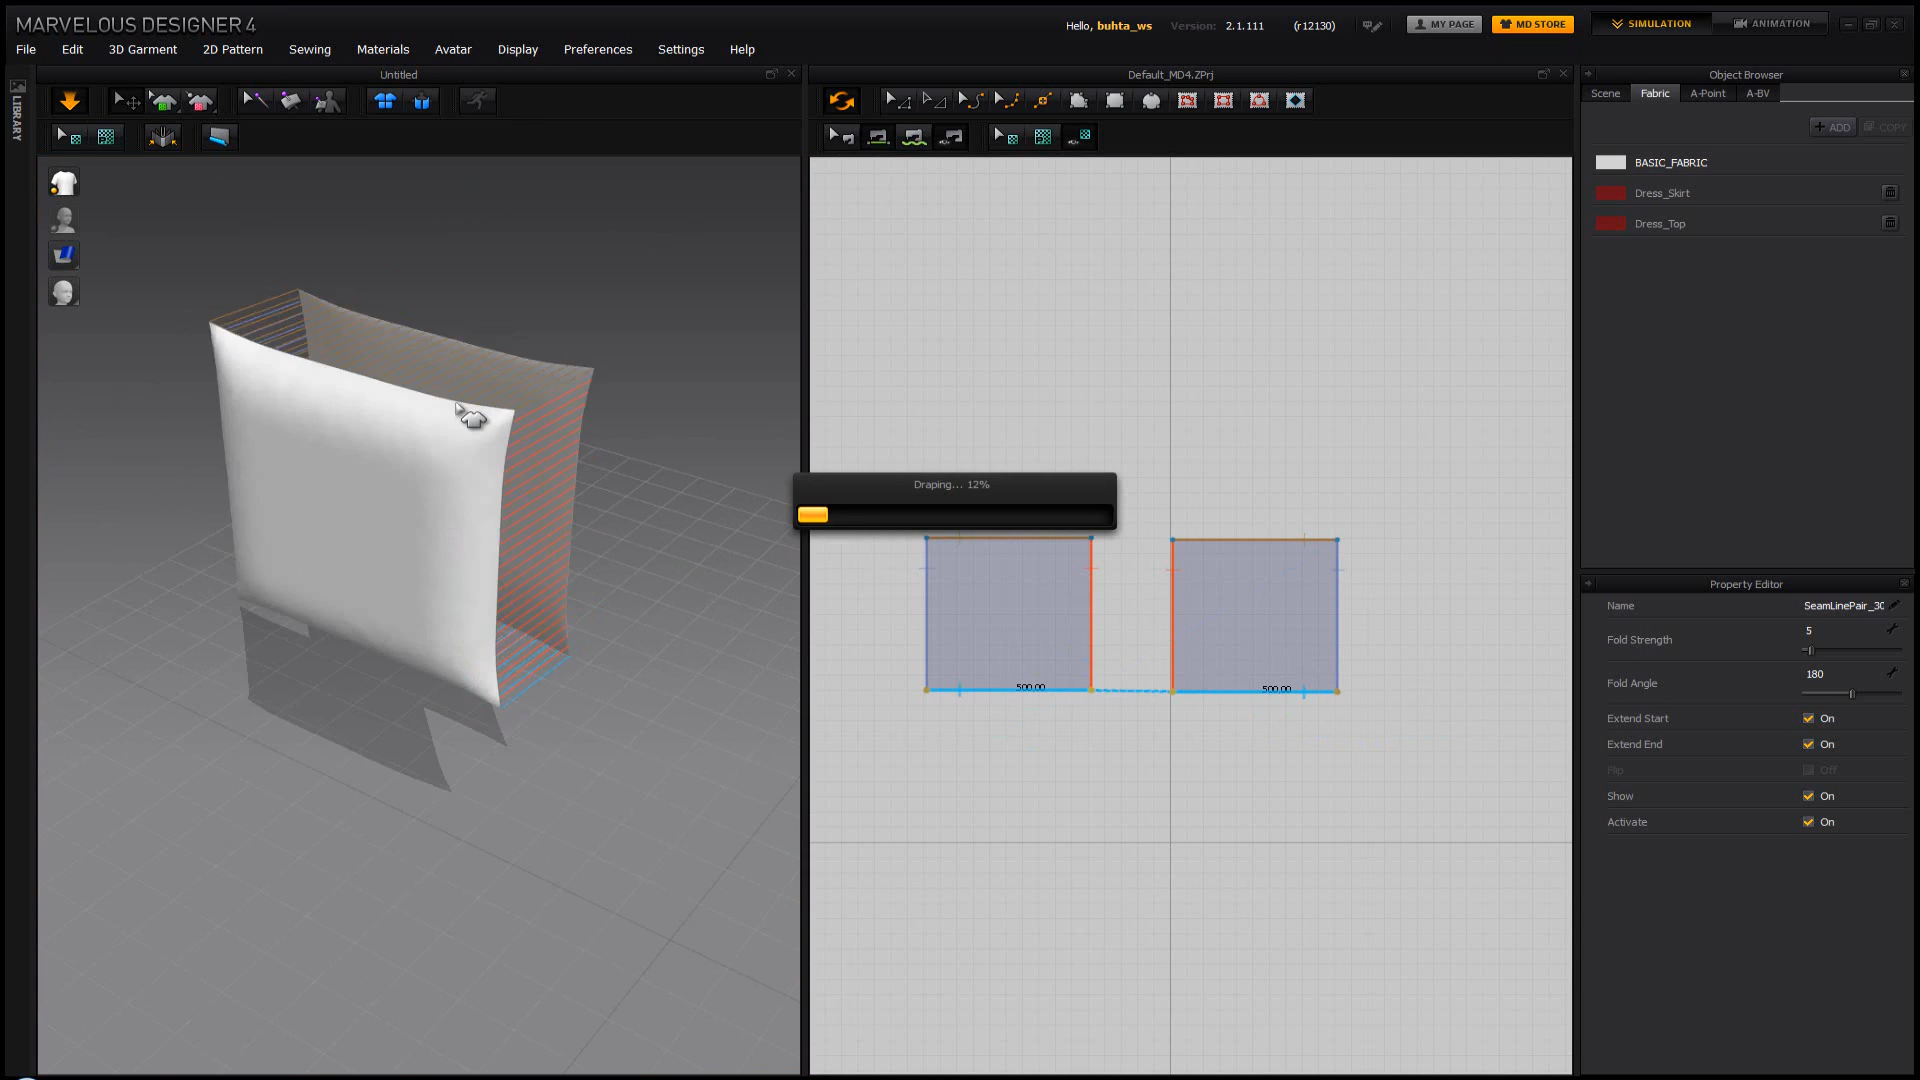 MARVELOUS DESIGNER 4
Hello, buhta_ws Version: 2.1.111 (r12130)
MY PAGE
MD STORE
SIMULATION
ANIMATION
File Edit 3D Garment 2D Pattern Sewing Materials Avatar Display Preferences Settings Help
LIBRARY
Untitled
Default_MD4.ZPrj
Object Browser
Scene Fabric A-Point A-BV
+ ADD COPY
BASIC_FABRIC
Dress_Skirt
Dress_Top
Draping... 12%
500.00
500.00
Property Editor
Name SeamLinePair_30
Fold Strength 5
Fold Angle 180
Extend Start On
Extend End On
Flip Off
Show On
Activate On